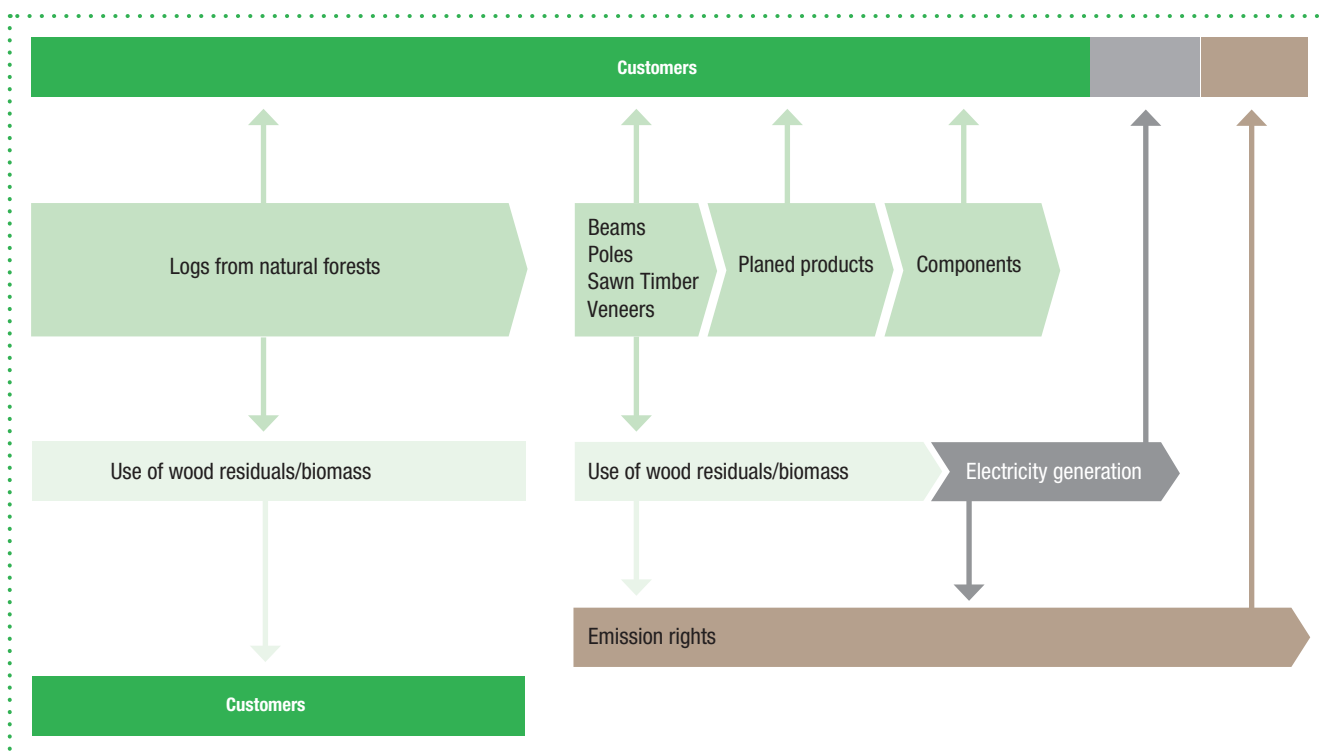 Customers
Logs from natural forests
Beams
Poles
Sawn Timber
Veneers
Planed products
Components
Use of wood residuals/biomass
Use of wood residuals/biomass
Electricity generation
Emission rights
Customers